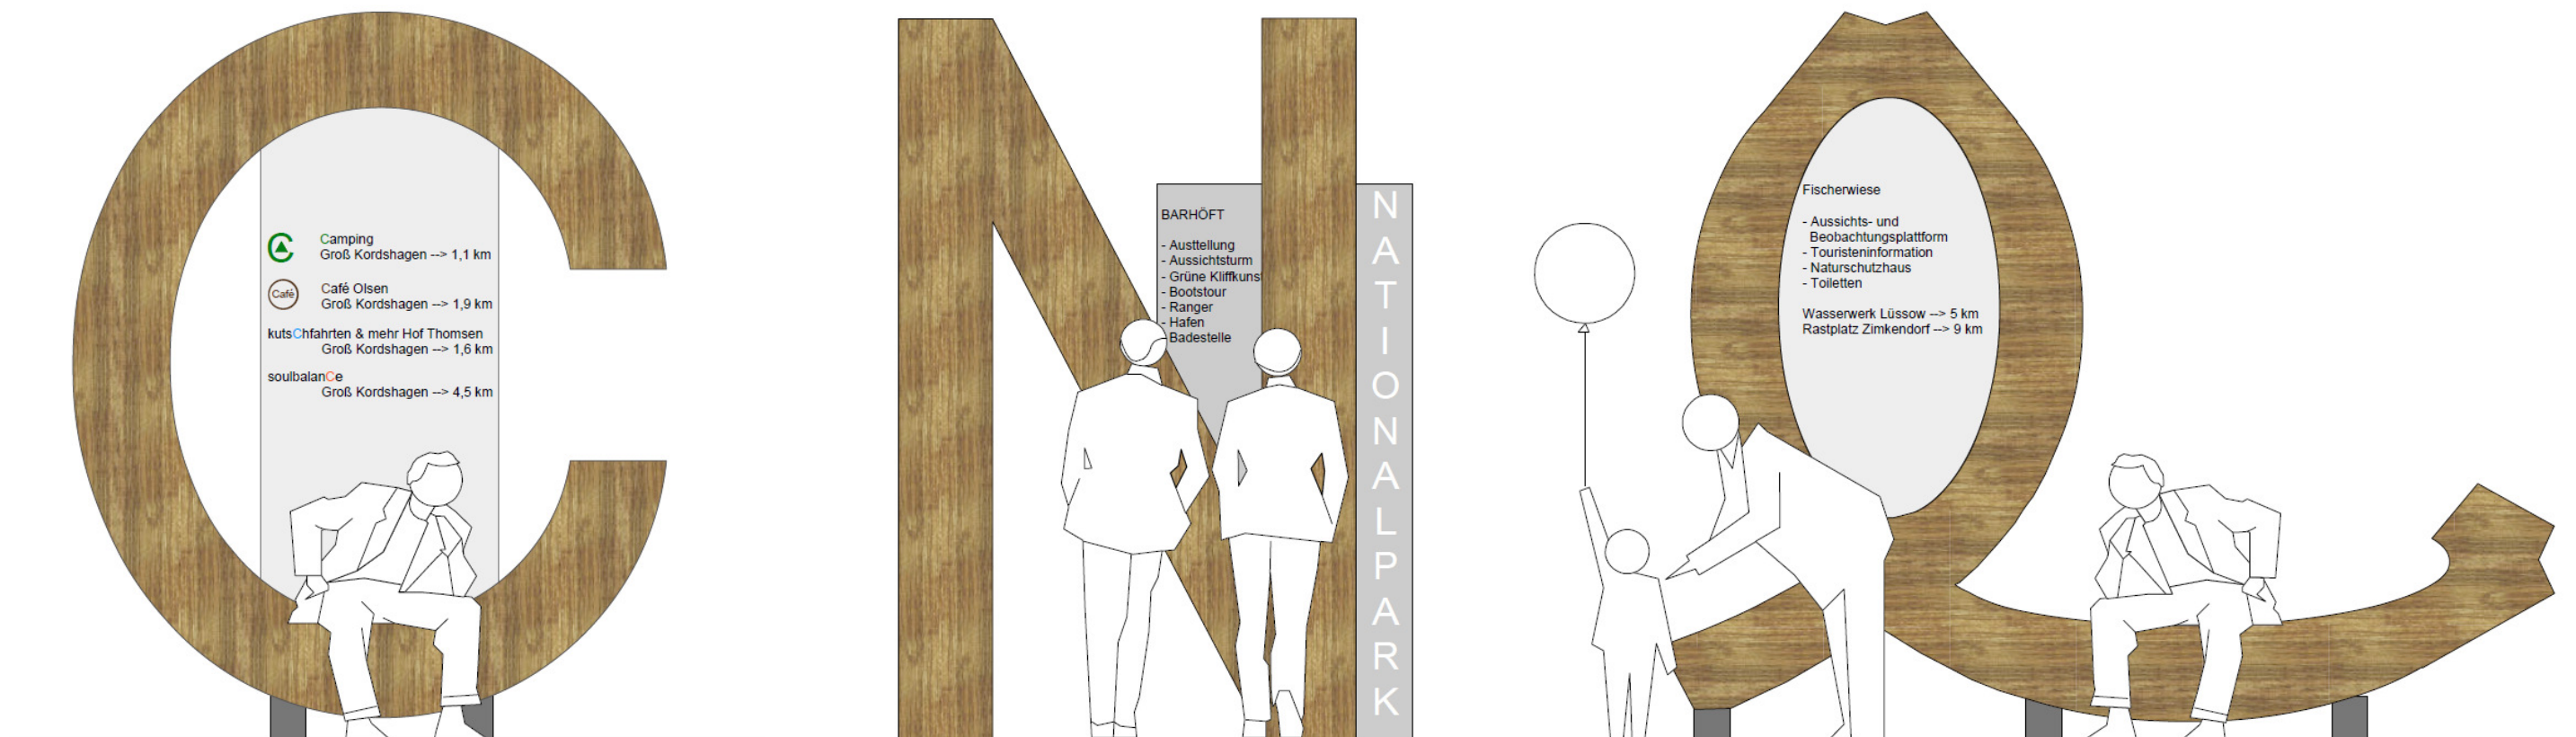 Camping
Groß Kordshagen --> 1,1 km
Café
Café Olsen
Groß Kordshagen --> 1,9 km
kutsChfahrten & mehr Hof Thomsen
Groß Kordshagen --> 1,6 km
soulbalanCe
Groß Kordshagen --> 4,5 km
BARHÖFT
- Austtellung
- Aussichtsturm
- Grüne Kliffkunst
- Bootstour
- Ranger
- Hafen
- Badestelle
NATIONALPARK
Fischerwiese
- Aussichts- und
Beobachtungsplattform
- Touristeninformation
- Naturschutzhaus
- Toiletten
Wasserwerk Lüssow --> 5 km
Rastplatz Zimkendorf --> 9 km